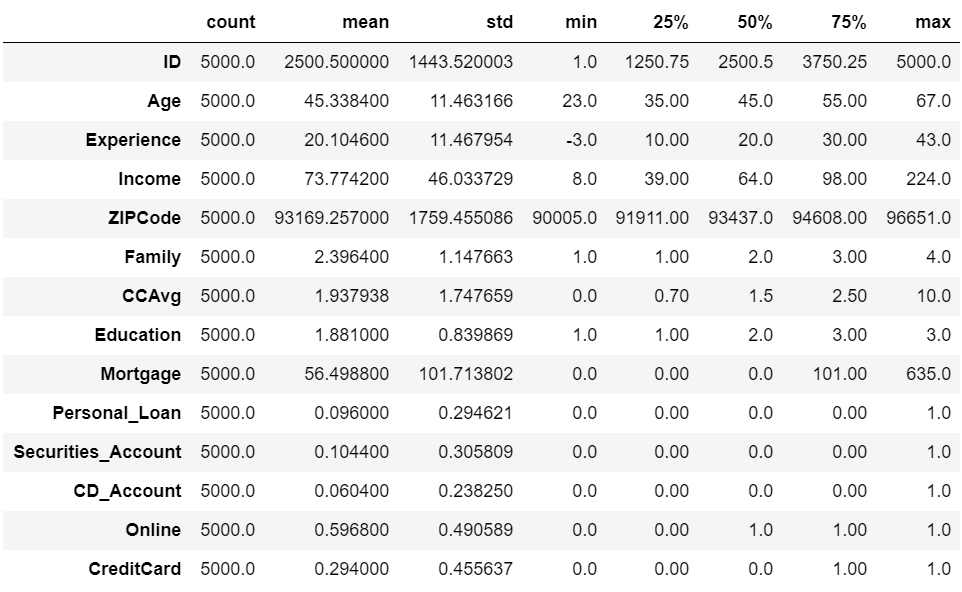 count mean std min 25% 50% 75% max
ID 5000.0 2500.500000 1443.520003 1.0 1250.75 2500.5 3750.25 5000.0
Age 5000.0 45.338400 11.463166 23.0 35.00 45.0 55.00 67.0
Experience 5000.0 20.104600 11.467954 -3.0 10.00 20.0 30.00 43.0
Income 5000.0 73.774200 46.033729 8.0 39.00 64.0 98.00 224.0
ZIPCode 5000.0 93169.257000 1759.455086 90005.0 91911.00 93437.0 94608.00 96651.0
Family 5000.0 2.396400 1.147663 1.0 1.00 2.0 3.00 4.0
CCAvg 5000.0 1.937938 1.747659 0.0 0.70 1.5 2.50 10.0
Education 5000.0 1.881000 0.839869 1.0 1.00 2.0 3.00 3.0
Mortgage 5000.0 56.498800 101.713802 0.0 0.00 0.0 101.00 635.0
Personal_Loan 5000.0 0.096000 0.294621 0.0 0.00 0.0 0.00 1.0
Securities_Account 5000.0 0.104400 0.305809 0.0 0.00 0.0 0.00 1.0
CD_Account 5000.0 0.060400 0.238250 0.0 0.00 0.0 0.00 1.0
Online 5000.0 0.596800 0.490589 0.0 0.00 1.0 1.00 1.0
CreditCard 5000.0 0.294000 0.455637 0.0 0.00 0.0 1.00 1.0